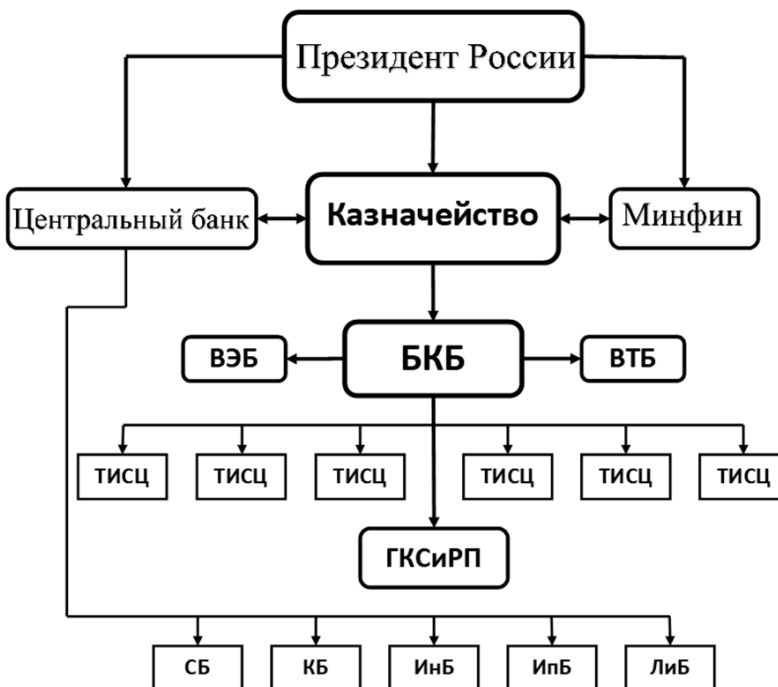 Президент России
Центральный банк
Казначейство
Минфин
ВЭБ
БКБ
ВТБ
ТИСЦ
ТИСЦ
ТИСЦ
ТИСЦ
ТИСЦ
ТИСЦ
ГКСиРП
СБ
КБ
ИнБ
ИпБ
ЛиБ